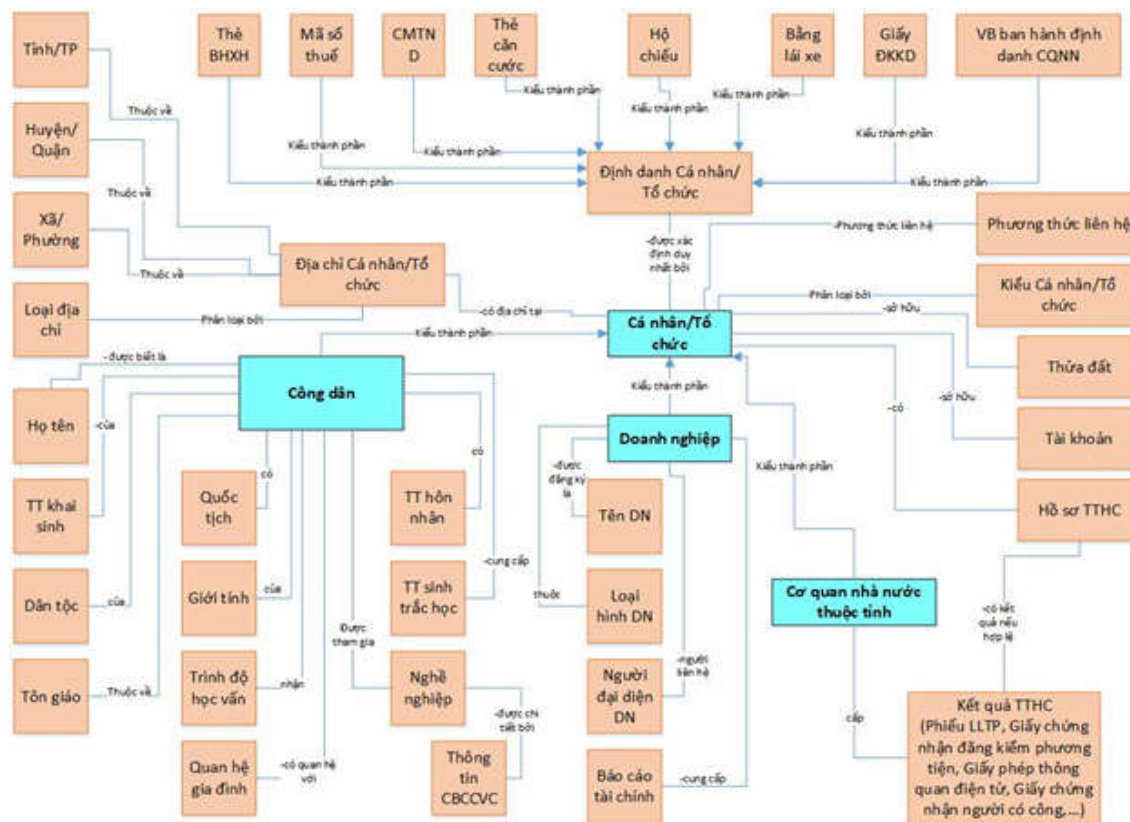 Tỉnh/TP
Thẻ
BHXH
Mã số
thuế
CMTN
D
Thẻ
căn
cước
Hộ
chiếu
Bằng
lái xe
Giấy
ĐKKD
VB ban hành định
danh CQNN
Thuộc về
Kiểu thành phần
Kiểu thành phần
Kiểu thành phần
Kiểu thành phần
Kiểu thành phần
Kiểu thành phần
Kiểu thành phần
Kiểu thành phần
Huyện/
Quận
Thuộc về
Định danh Cá nhân/
Tổ chức
Xã/
Phường
Thuộc về
Địa chỉ Cá nhân/Tổ
chức
-được xác
định duy
nhất bởi
-Phương thức liên hệ
Phương thức liên hệ
Loại địa
chỉ
Phân loại bởi
-có địa chỉ tại
Phân loại bởi
Kiểu Cá nhân/Tổ
chức
Kiểu thành phần
Cá nhân/Tổ
chức
-sở hữu
Thửa đất
- được biết là
Công dân
Kiểu thành phần
-có
-sở hữu
Họ tên
-của
Doanh nghiệp
Tài khoản
Kiểu thành phần
Quốc
tịch
có
TT hôn
nhân
có
-được
đăng ký
là
Tên DN
TT khai
sinh
Hồ sơ TTHC
Dân tộc
của
Giới tính
của
TT sinh
trắc học
-cung cấp
thuộc
Loại
hình DN
Cơ quan nhà nước
thuộc tỉnh
-có kết
quả nếu
hợp lệ
Được
tham gia
Tôn giáo
Thuộc về
Trình độ
học vấn
nhận
Nghề
nghiệp
-được chi
tiết bởi
Người
đại diện
DN
-người
liên hệ
cấp
Kết quả TTHC
(Phiếu LLTP, Giấy chứng
nhận đăng kiểm phương
tiện, Giấy phép thông
quan điện tử, Giấy chứng
nhận người có công,...)
Quan hệ
gia đình
-có quan hệ
với
Thông
tin
CBCCVC
Báo cáo
tài chính
-cung cấp